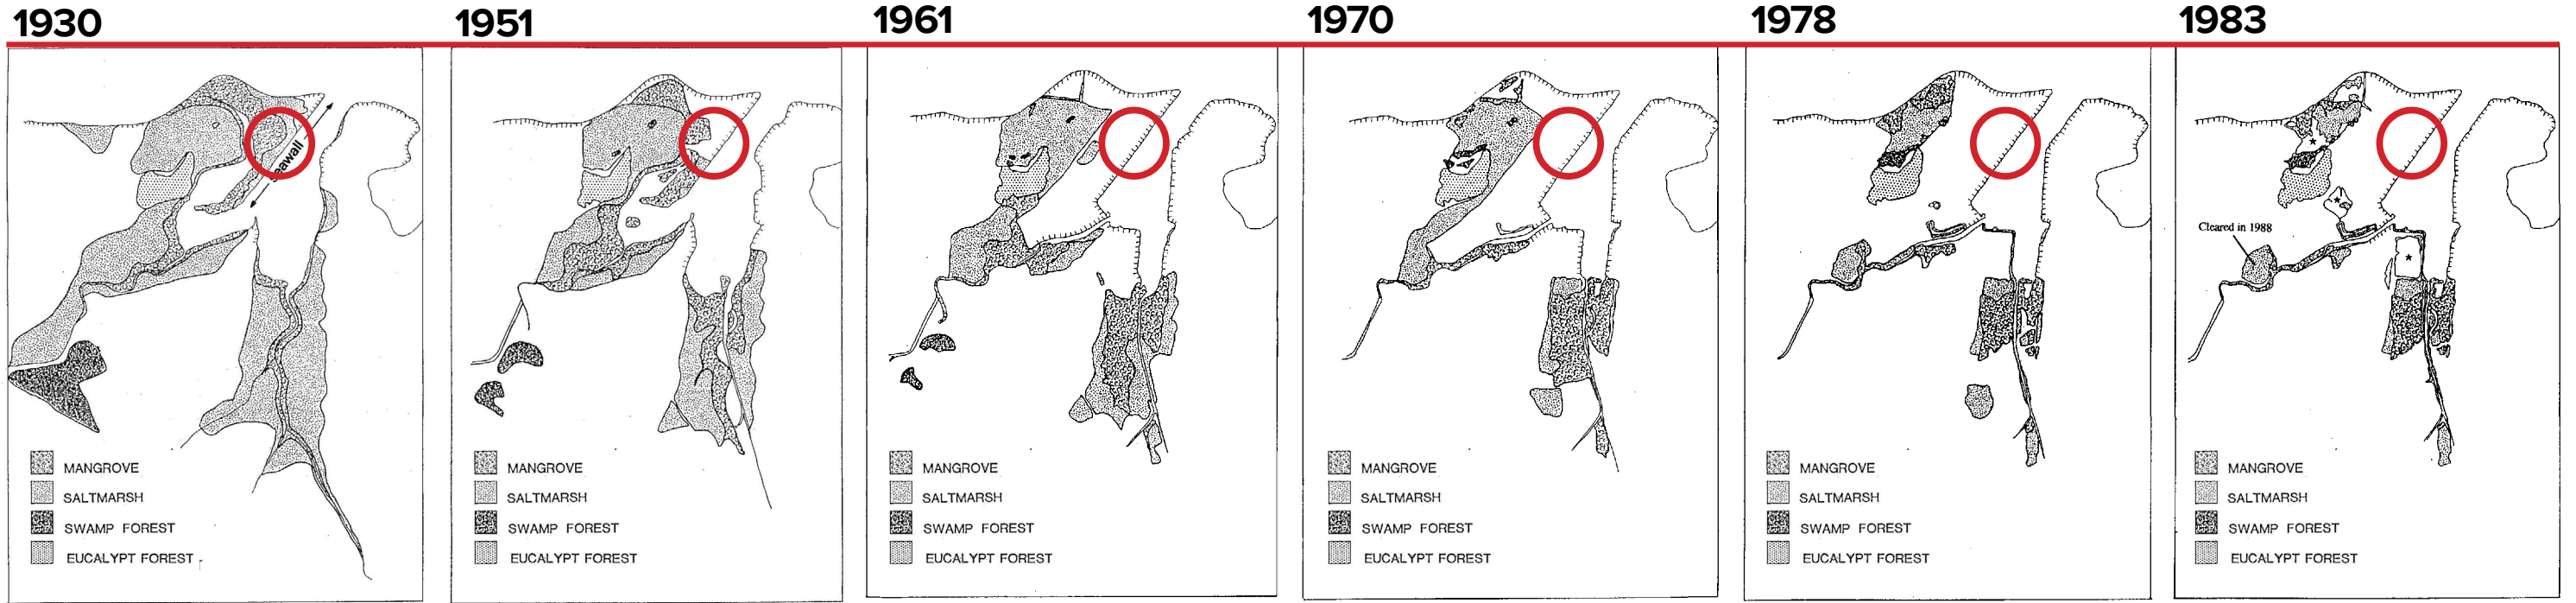 1930
1951
1961
1970
1978
1983
seawall
MANGROVE
SALTMARSH
SWAMP FOREST
EUCALYPT FOREST
MANGROVE
SALTMARSH
SWAMP FOREST
EUCALYPT FOREST
MANGROVE
SALTMARSH
SWAMP FOREST
EUCALYPT FOREST
MANGROVE
SALTMARSH
SWAMP FOREST
EUCALYPT FOREST
MANGROVE
SALTMARSH
SWAMP FOREST
EUCALYPT FOREST
Cleared in 1988
MANGROVE
SALTMARSH
SWAMP FOREST
EUCALYPT FOREST